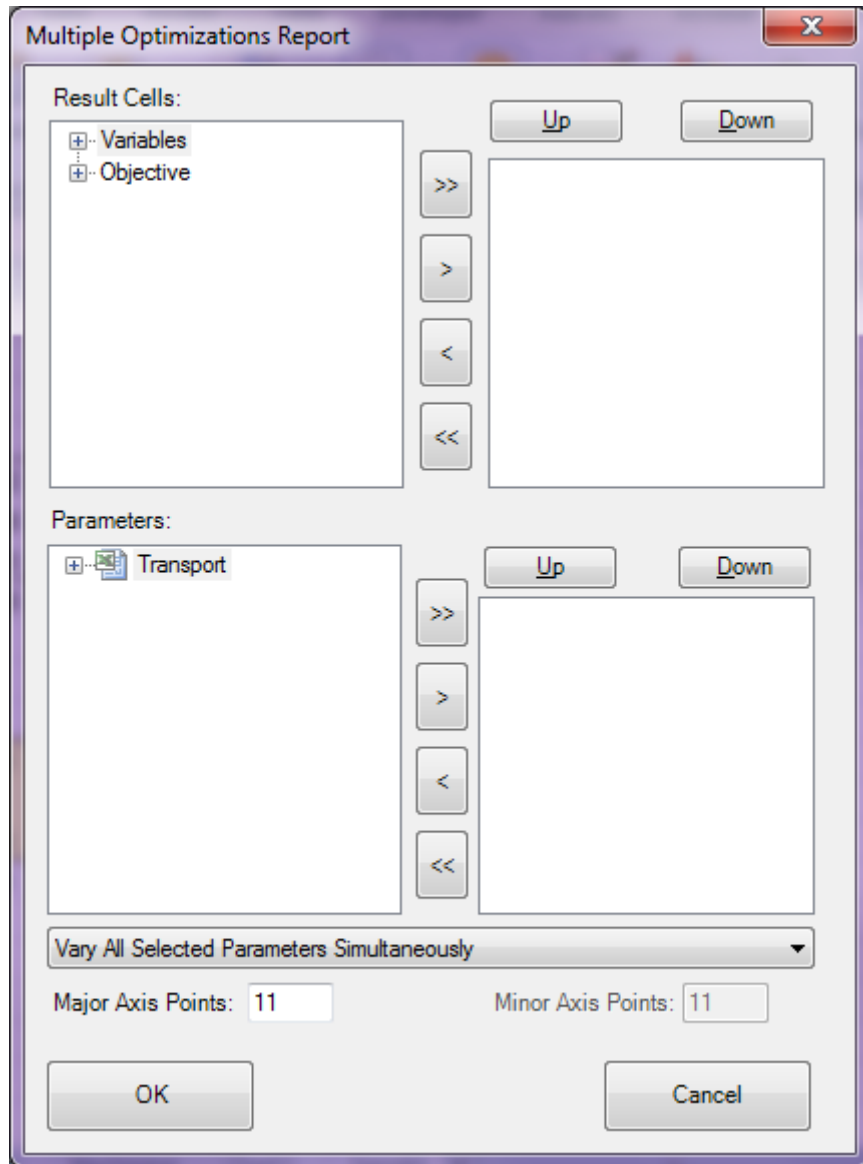 Multiple Optimizations Report
Result Cells:
Up Down
Variables
Objective
>>
>
<
<<
Parameters:
Up Down
Transport
>>
>
<
<<
Vary All Selected Parameters Simultaneously
Major Axis Points: 11 Minor Axis Points: 11
OK Cancel